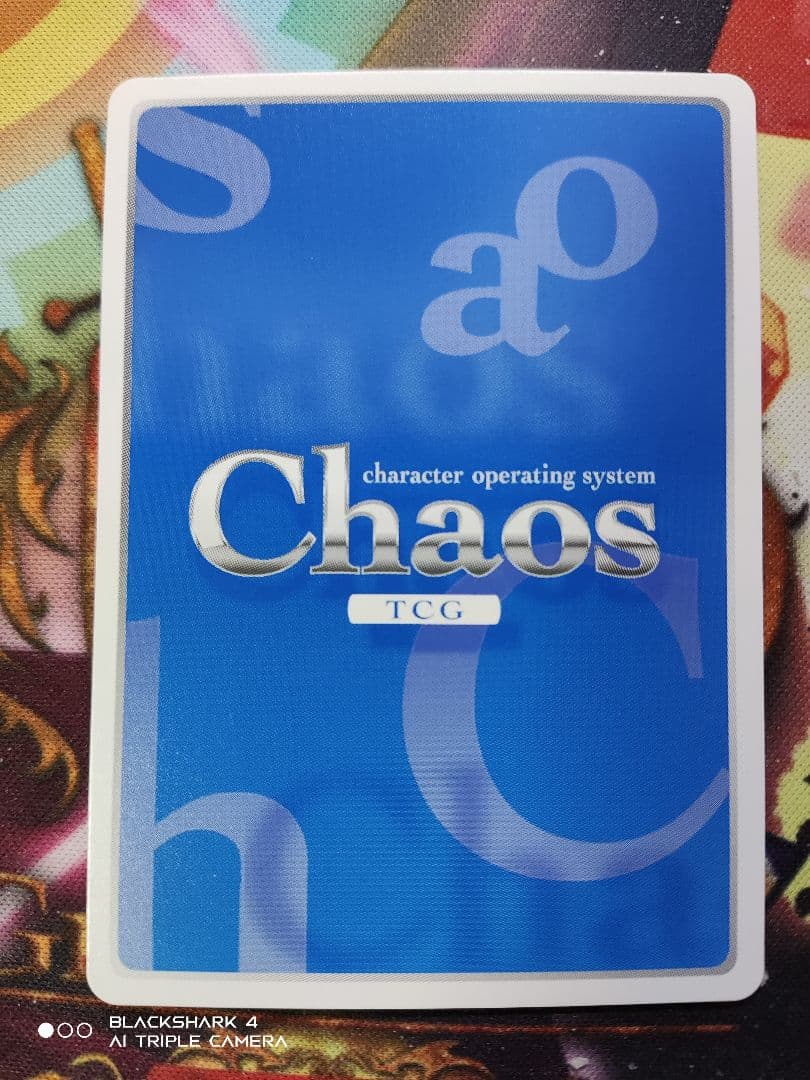 s
o
a
character operating system
Chaos
TCG
C
h
BLACKSHARK 4
AI TRIPLE CAMERA